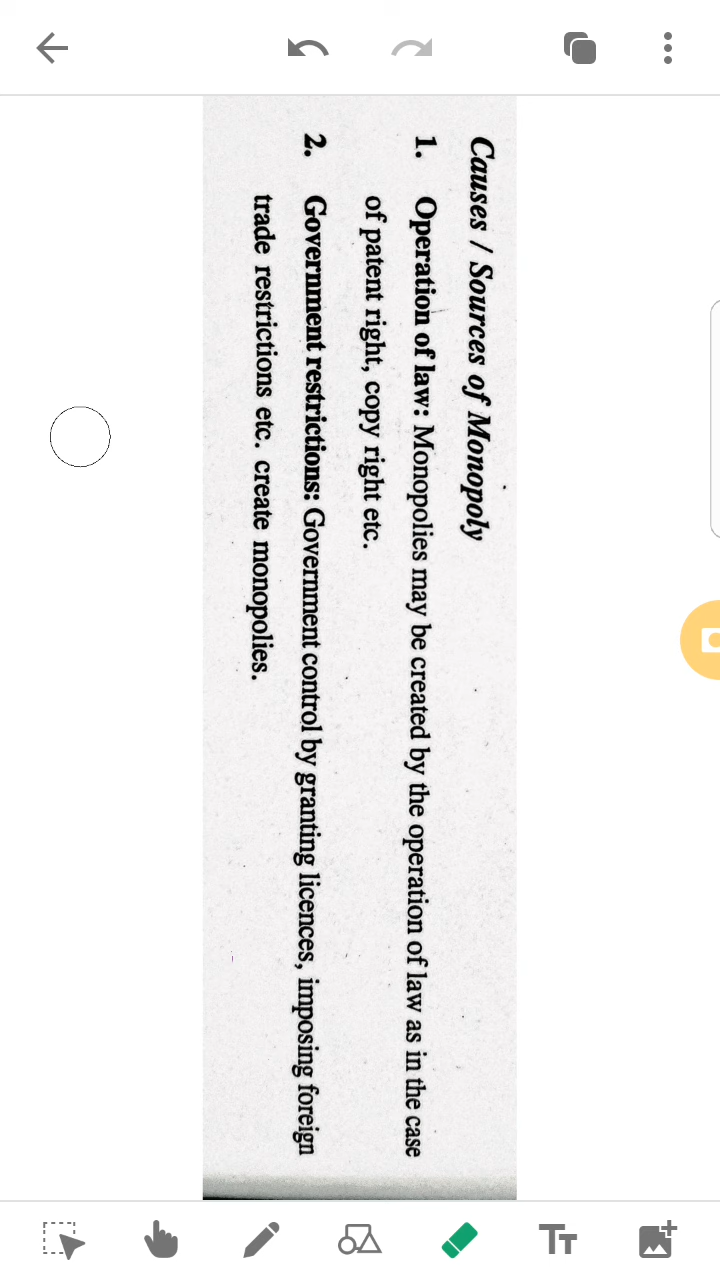 Causes / Sources of Monopoly
1. Operation of law: Monopolies may be created by the operation of law as in the case
of patent right, copy right etc.
2. Government restrictions: Government control by granting licences, imposing foreign
trade restrictions etc. create monopolies.
Tт